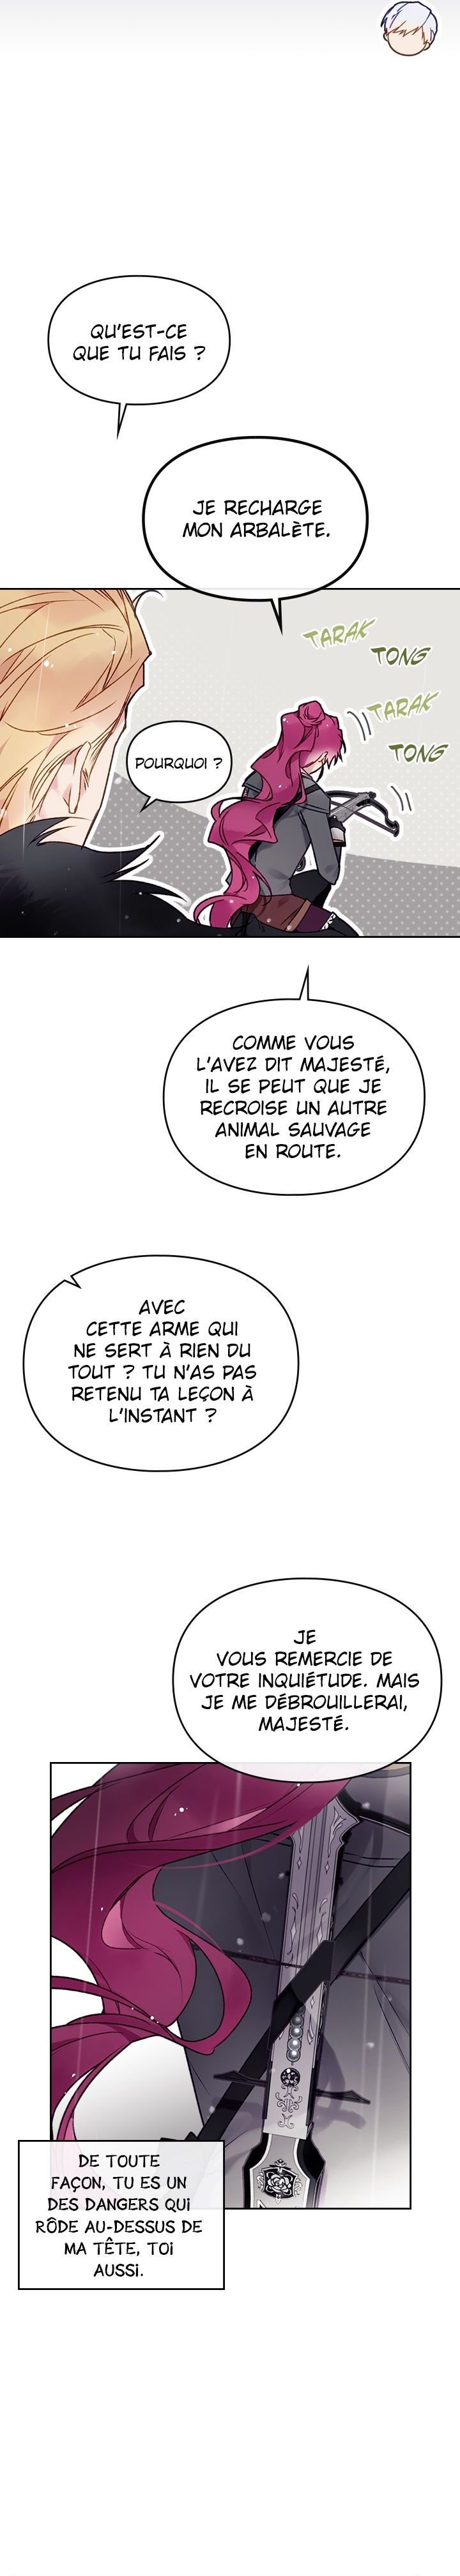 QU'EST-CE
QUE TU FAIS ?
JE RECHARGE
MON ARBALÈTE.
TARAK
TONG
TARAK
TONG
POURQUOI ?
COMME VOUS
L'AVEZ DIT MAJESTÉ,
IL SE PEUT QUE JE
RECROISE UN AUTRE
ANIMAL SAUVAGE
EN ROUTE.
AVEC
CETTE ARME QUI
NE SERT À RIEN DU
TOUT ? TU N'AS PAS
RETENU TA LEÇON À
L'INSTANT ?
JE
VOUS REMERCIE DE
VOTRE INQUIÉTUDE. MAIS
JE ME DÉBROUILLERAI,
MAJESTÉ.
DE TOUTE
FAÇON, TU ES UN
DES DANGERS QUI
RÔDE AU-DESSUS DE
MA TÊTE, TOI
AUSSI.